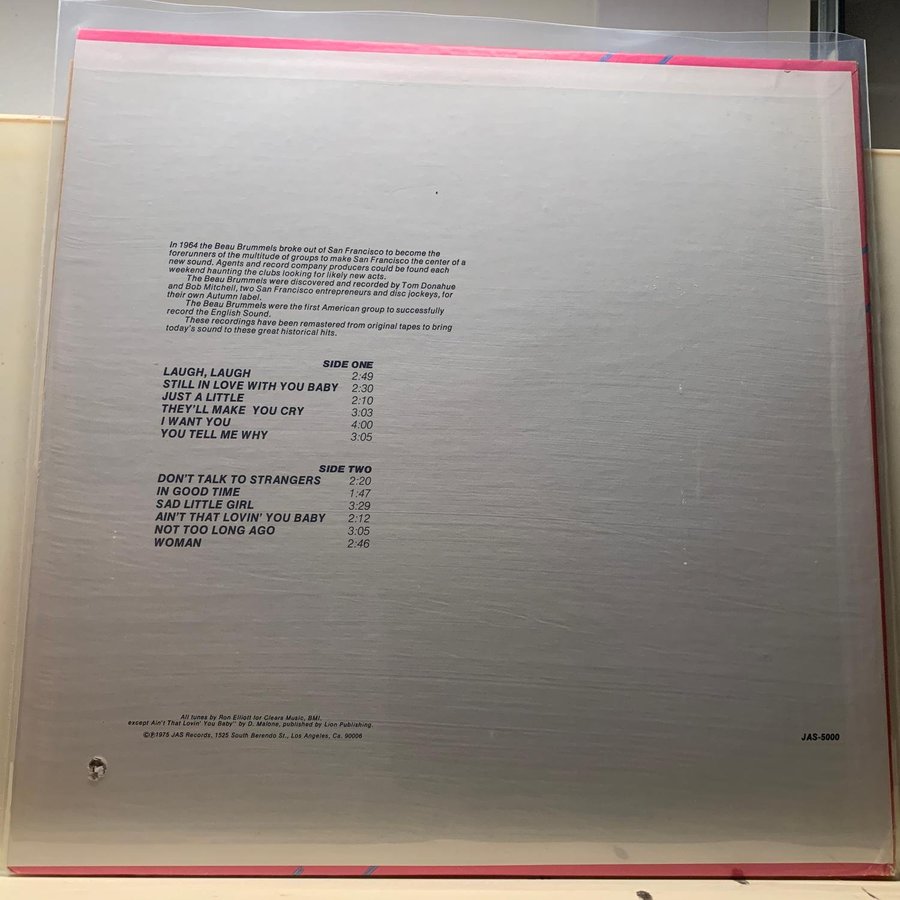 In 1964 the Beau Brummels broke out of San Francisco to become the
forerunners of the multitude of groups to make San Francisco the center of a
new sound. Agents and record company producers could be found each
weekend haunting the clubs looking for likely new acts.
The Beau Brummels were discovered and recorded by Tom Donahue
and Bob Mitchell, two San Francisco entrepreneurs and disc jockeys, for
their own Autumn label.
The Beau Brummels were the first American group to successfully
record the English Sound.
These recordings have been remastered from original tapes to bring
today's sound to these great historical hits.
SIDE ONE
LAUGH, LAUGH 2:49
STILL IN LOVE WITH YOU BABY 2:30
JUST A LITTLE 2:10
THEY'LL MAKE YOU CRY 3:03
I WANT YOU 4:00
YOU TELL ME WHY 3:05
SIDE TWO
DON'T TALK TO STRANGERS 2:20
IN GOOD TIME 1:47
SAD LITTLE GIRL 3:29
AIN'T THAT LOVIN' YOU BABY 2:12
NOT TOO LONG AGO 3:05
WOMAN 2:46
All tunes by Ron Elliott for Clears Music, BMI,
except Ain't That Lovin' You Baby" by D. Malone, published by Lion Publishing.
©℗1975 JAS Records, 1525 South Berendo St., Los Angeles, Ca. 90006
JAS-5000